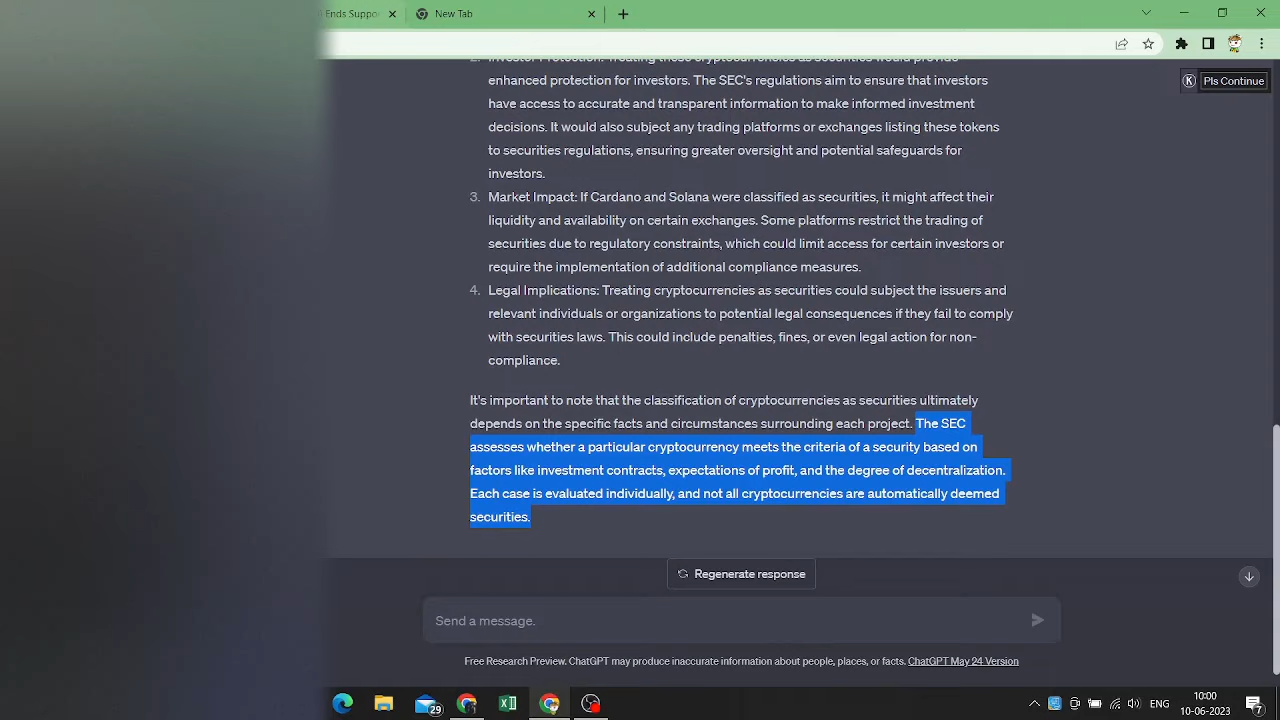 Ends Suppo
New Tab
2. Investor Protection: Treating these cryptocurrencies as securities would provide
enhanced protection for investors. The SEC's regulations aim to ensure that investors
have access to accurate and transparent information to make informed investment
decisions. It would also subject any trading platforms or exchanges listing these tokens
to securities regulations, ensuring greater oversight and potential safeguards for
investors.
K Pls Continue
3. Market Impact: If Cardano and Solana were classified as securities, it might affect their
liquidity and availability on certain exchanges. Some platforms restrict the trading of
securities due to regulatory constraints, which could limit access for certain investors or
require the implementation of additional compliance measures.
4. Legal Implications: Treating cryptocurrencies as securities could subject the issuers and
relevant individuals or organizations to potential legal consequences if they fail to comply
with securities laws. This could include penalties, fines, or even legal action for non-
compliance.
It's important to note that the classification of cryptocurrencies as securities ultimately
depends on the specific facts and circumstances surrounding each project. The SEC
assesses whether a particular cryptocurrency meets the criteria of a security based on
factors like investment contracts, expectations of profit, and the degree of decentralization.
Each case is evaluated individually, and not all cryptocurrencies are automatically deemed
securities.
Regenerate response
Send a message.
Free Research Preview. ChatGPT may produce inaccurate information about people, places, or facts. ChatGPT May 24 Version
29
ENG
10:00
10-06-2023
7